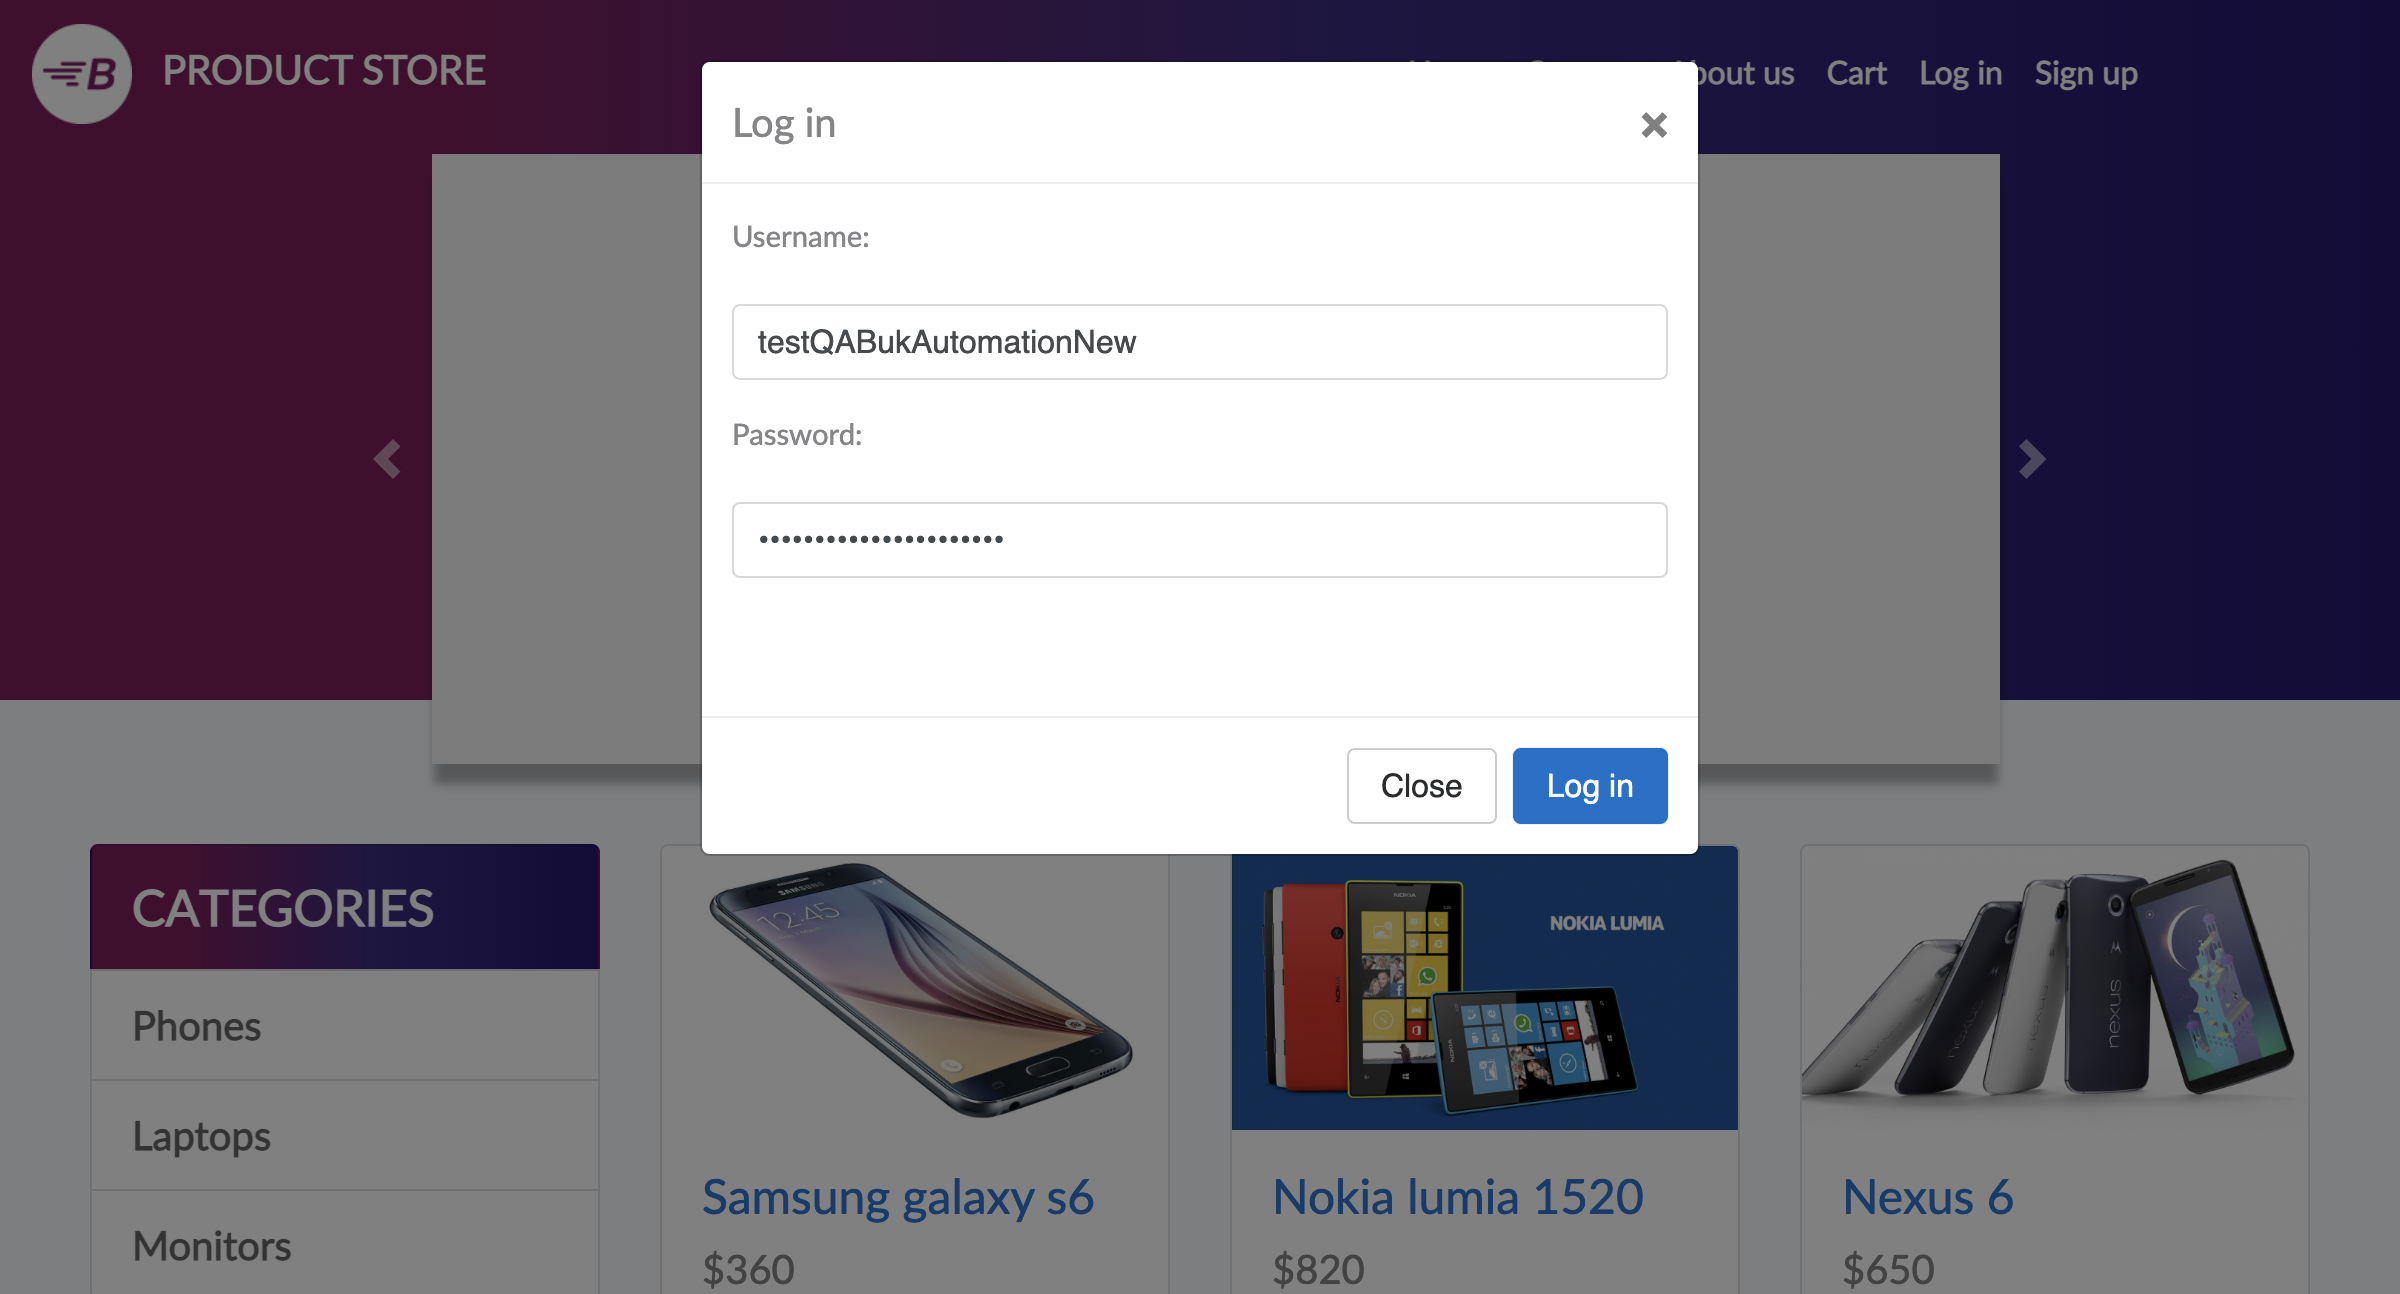 B PRODUCT STORE
bout us Cart Log in Sign up
Log in
Username:
testQABukAutomationNew
Password:
••••••••••••••••••••••
Close Log in
CATEGORIES
Phones
Laptops
Monitors
SAMSUNG
12:45
Samsung galaxy s6
$360
NOKIA
NOKIA LUMIA
Nokia lumia 1520
$820
nexus
Nexus 6
$650